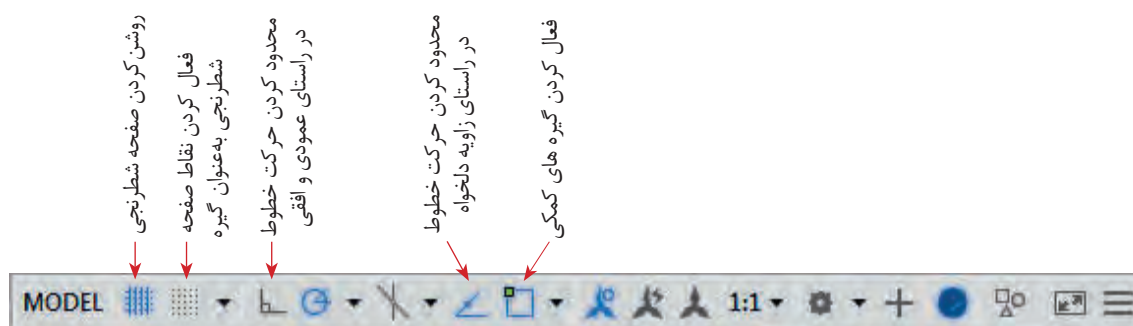 روشن کردن صفحه شطرنجی
فعال کردن نقاط صفحه
شطرنجی به‌عنوان گیره
محدود کردن حرکت خطوط
در راستای عمودی و افقی
محدود کردن حرکت خطوط
در راستای زاویه دلخواه
فعال کردن گیره های کمکی
MODEL 1:1